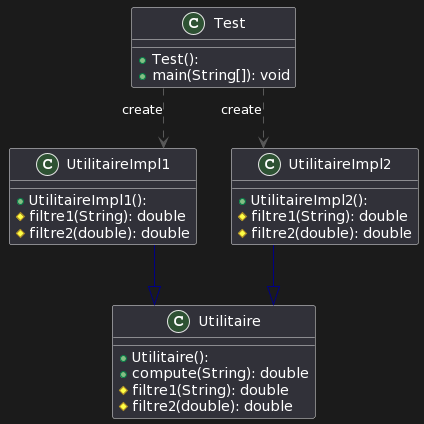 C Test
Test():
main(String[]): void
create
create
C UtilitaireImpl1
C UtilitaireImpl2
UtilitaireImpl1():
filtre1(String): double
filtre2(double): double
UtilitaireImpl2():
filtre1(String): double
filtre2(double): double
C Utilitaire
Utilitaire():
compute(String): double
filtre1(String): double
filtre2(double): double